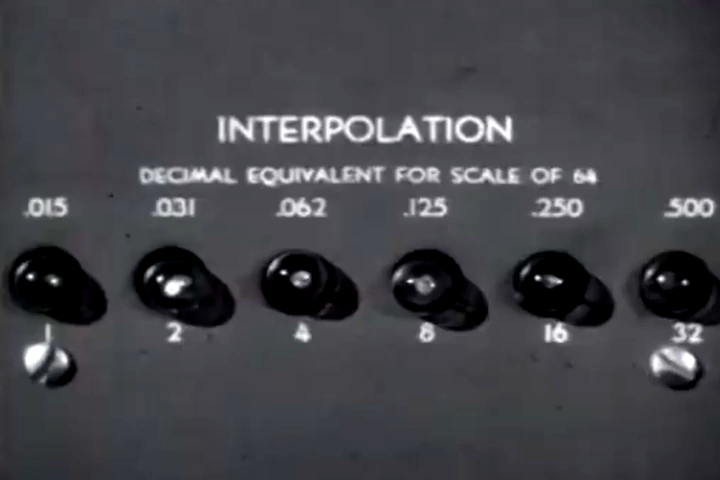 INTERPOLATION
DECIMAL EQUIVALENT FOR SCALE OF 64
.015 .031 .062 .125 .250 .500
1 2 4 8 16 32